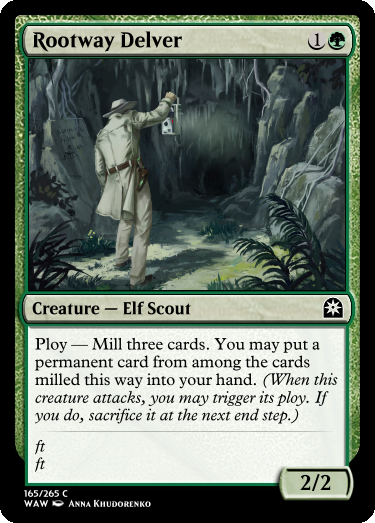 Rootway Delver 1
Creature — Elf Scout
Ploy — Mill three cards. You may put a
permanent card from among the cards
milled this way into your hand. (When this
creature attacks, you may trigger its ploy. If
you do, sacrifice it at the next end step.)
ft
ft
2/2
165/265 C
WAW Anna Khudorenko